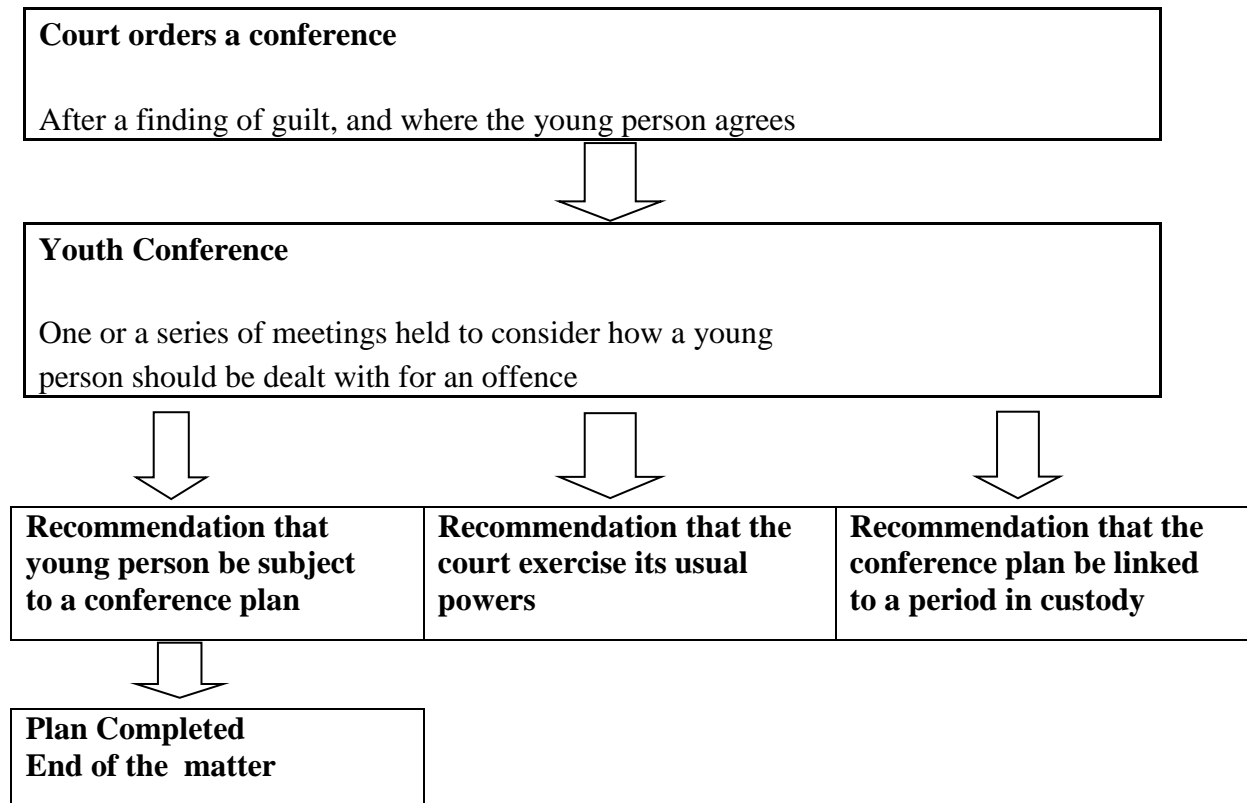 Court orders a conference
After a finding of guilt, and where the young person agrees
Youth Conference
One or a series of meetings held to consider how a young
person should be dealt with for an offence
Recommendation that
young person be subject
to a conference plan
Recommendation that the
court exercise its usual
powers
Recommendation that the
conference plan be linked
to a period in custody
Plan Completed
End of the  matter